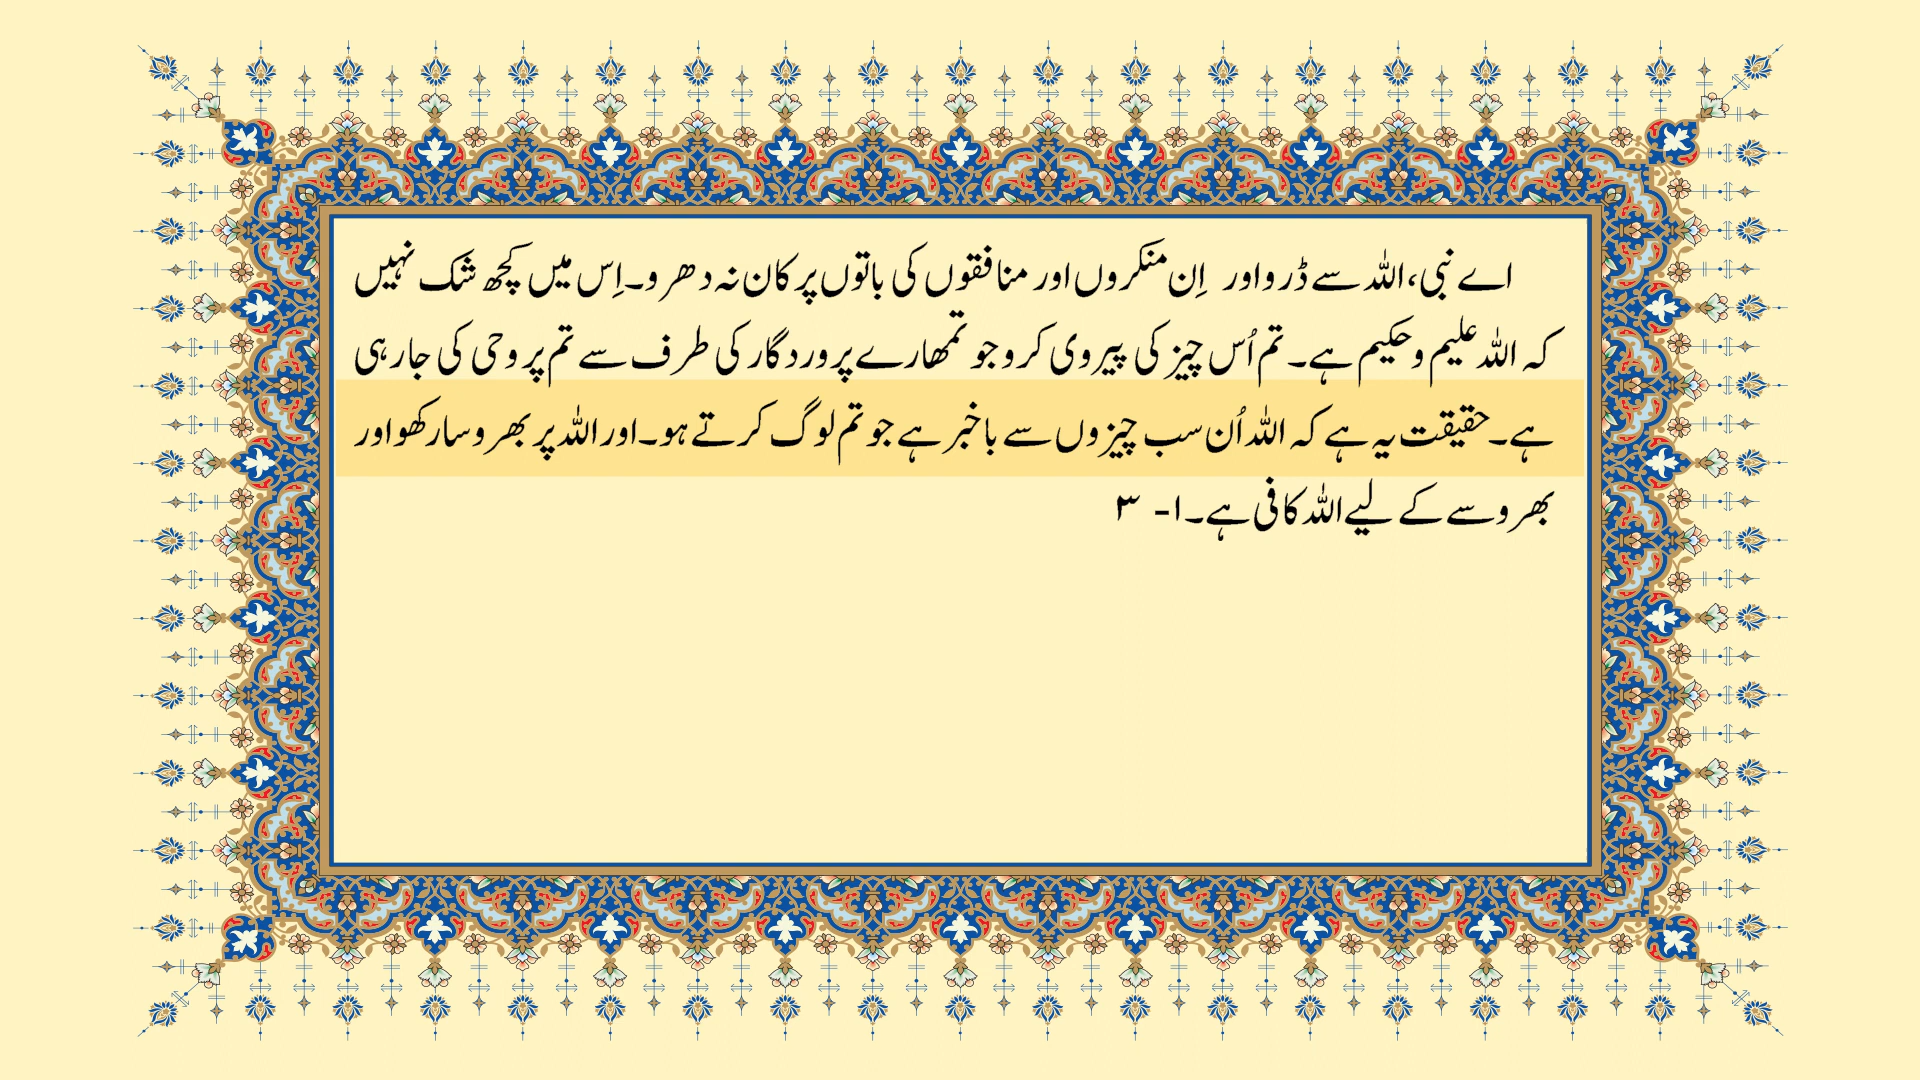 اے نبی، اللہ سے ڈرو اور اِن منکروں اور منافقوں کی باتوں پر کان نہ دھرو۔ اِس میں کچھ شک نہیں
کہ اللہ علیم و حکیم ہے۔ تم اُس چیز کی پیروی کرو جو تمھارے پروردگار کی طرف سے تم پر وحی کی جارہی
ہے۔ حقیقت یہ ہے کہ اللہ اُن سب چیزوں سے باخبر ہے جو تم لوگ کرتے ہو۔ اور اللہ پر بھروسا رکھو اور
بھروسے کے لیے اللہ کافی ہے۔ ۱- ۳